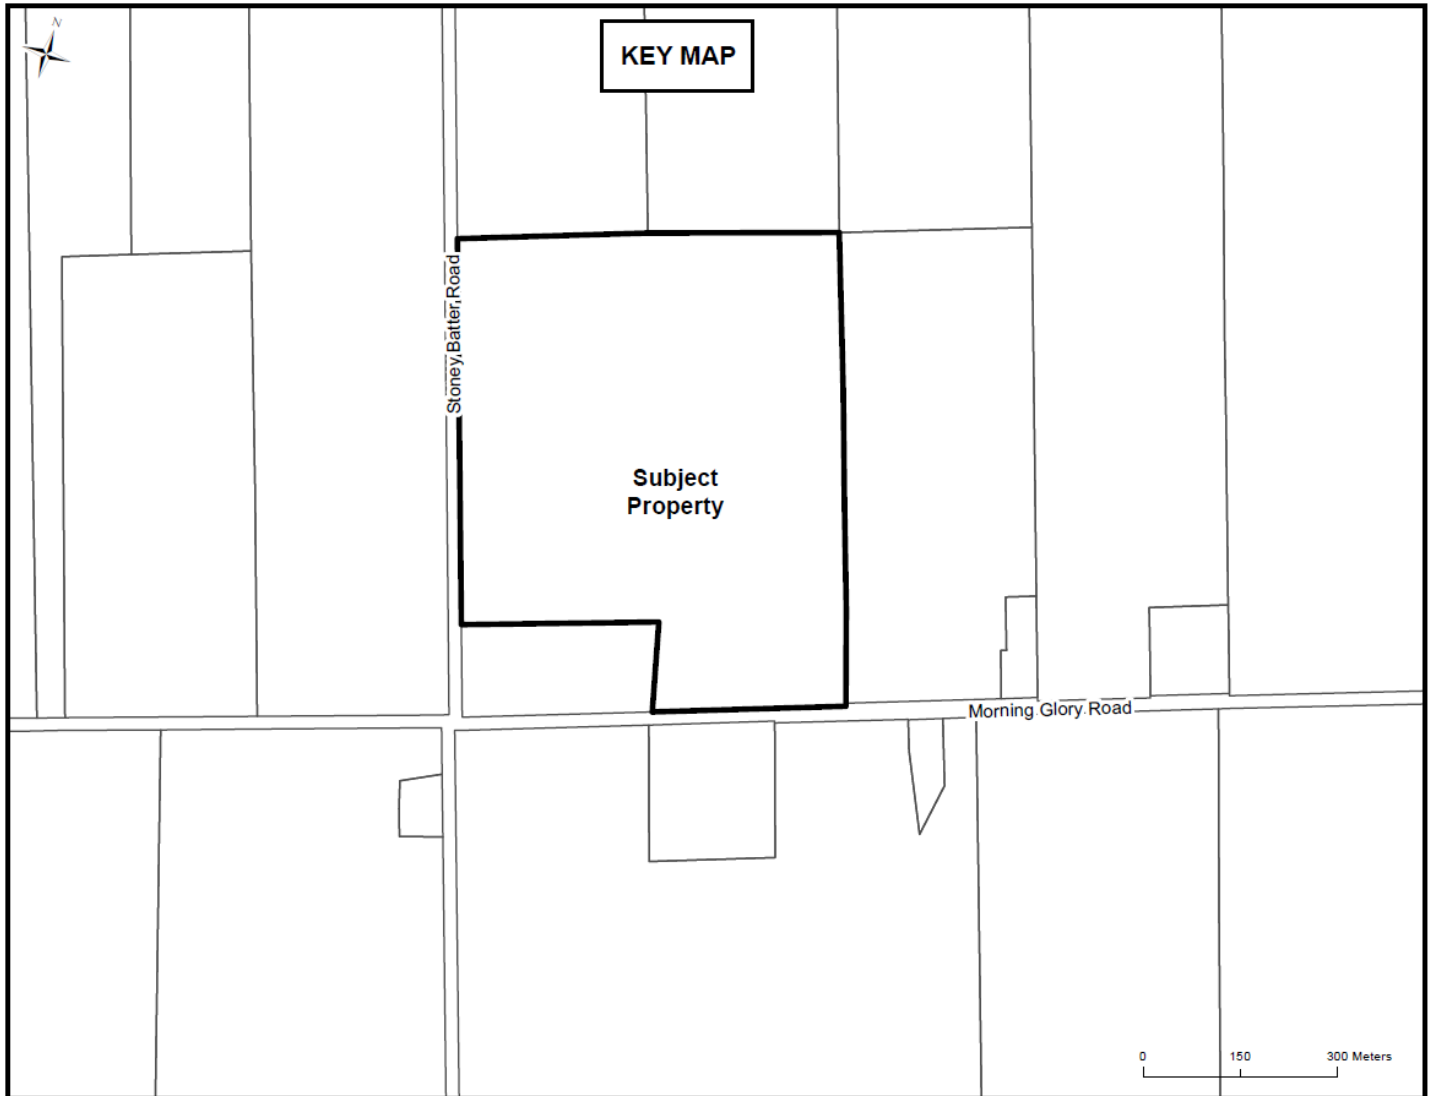 N
KEY MAP
Stoney Batter Road
Subject
Property
Morning Glory Road
0 150 300 Meters